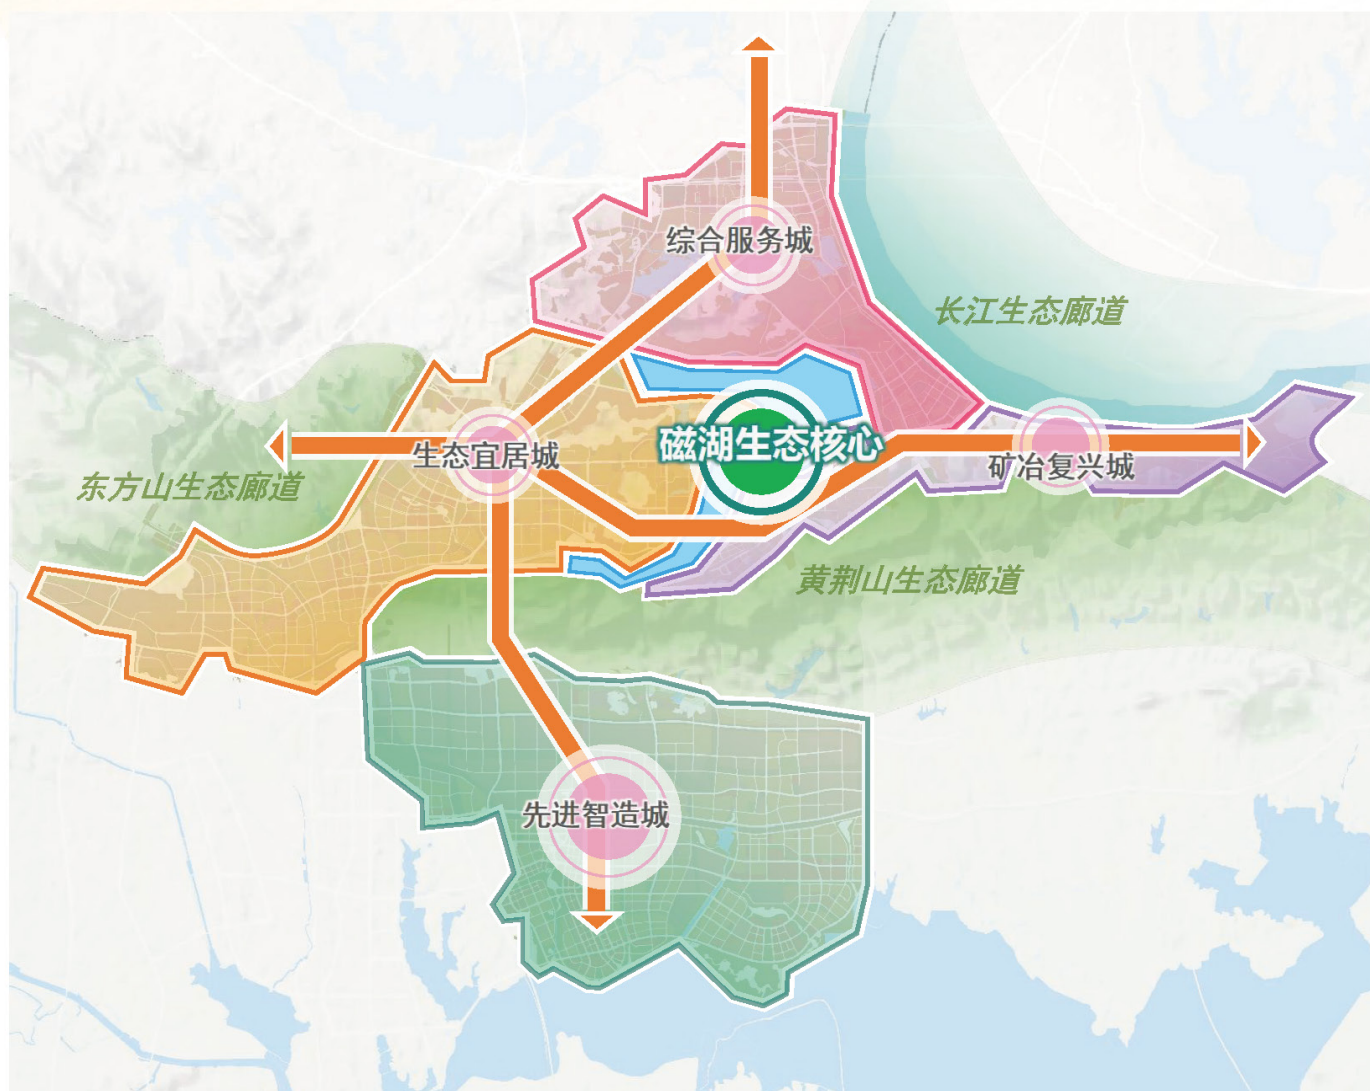 综合服务城
长江生态廊道
磁湖生态核心
生态宜居城
矿冶复兴城
东方山生态廊道
黄荆山生态廊道
先进智造城